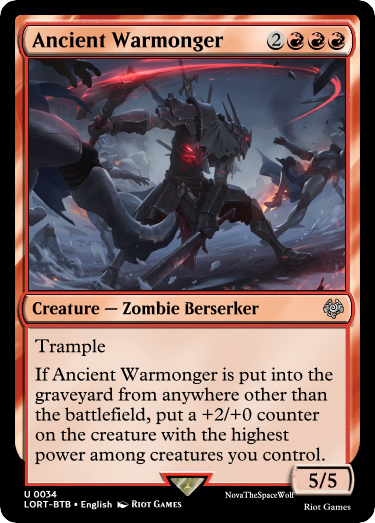 Ancient Warmonger 2
Creature — Zombie Berserker
Trample
If Ancient Warmonger is put into the
graveyard from anywhere other than
the battlefield, put a +2/+0 counter
on the creature with the highest
power among creatures you control.
5/5
U 0034
LORT-BTB • English Riot Games
NovaTheSpaceWolf
Riot Games